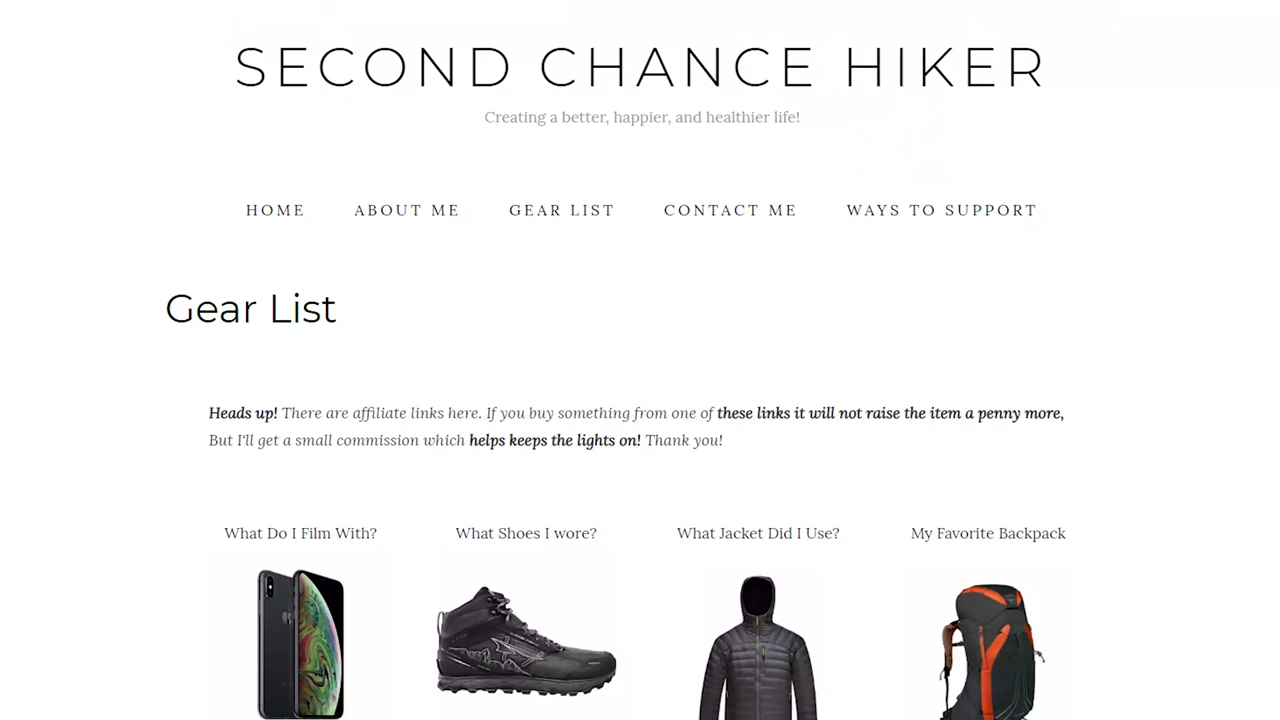 SECOND CHANCE HIKER
Creating a better, happier, and healthier life!
HOME ABOUT ME GEAR LIST CONTACT ME WAYS TO SUPPORT
Gear List
Heads up! There are affiliate links here. If you buy something from one of these links it will not raise the item a penny more,
But I'll get a small commission which helps keeps the lights on! Thank you!
What Do I Film With? What Shoes I wore? What Jacket Did I Use? My Favorite Backpack